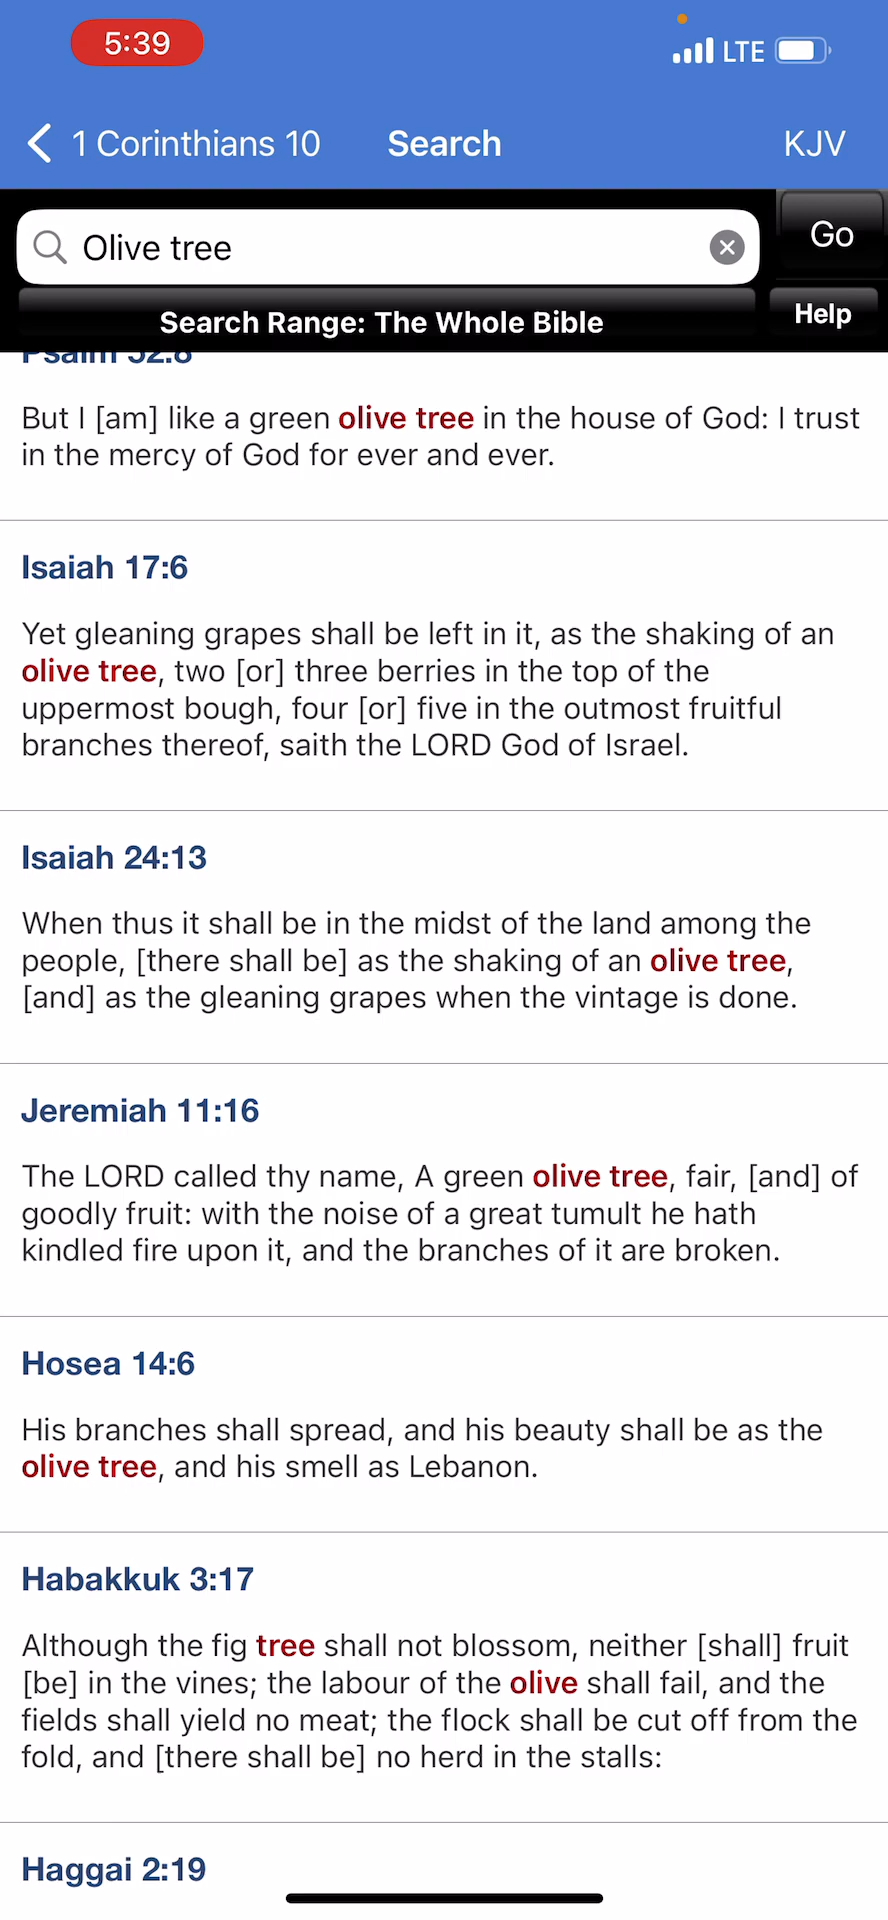 5:39
LTE
1 Corinthians 10 Search KJV
Olive tree
Go
Search Range: The Whole Bible
Help
Psalm 52:8
But I [am] like a green olive tree in the house of God: I trust
in the mercy of God for ever and ever.
Isaiah 17:6
Yet gleaning grapes shall be left in it, as the shaking of an
olive tree, two [or] three berries in the top of the
uppermost bough, four [or] five in the outmost fruitful
branches thereof, saith the LORD God of Israel.
Isaiah 24:13
When thus it shall be in the midst of the land among the
people, [there shall be] as the shaking of an olive tree,
[and] as the gleaning grapes when the vintage is done.
Jeremiah 11:16
The LORD called thy name, A green olive tree, fair, [and] of
goodly fruit: with the noise of a great tumult he hath
kindled fire upon it, and the branches of it are broken.
Hosea 14:6
His branches shall spread, and his beauty shall be as the
olive tree, and his smell as Lebanon.
Habakkuk 3:17
Although the fig tree shall not blossom, neither [shall] fruit
[be] in the vines; the labour of the olive shall fail, and the
fields shall yield no meat; the flock shall be cut off from the
fold, and [there shall be] no herd in the stalls:
Haggai 2:19